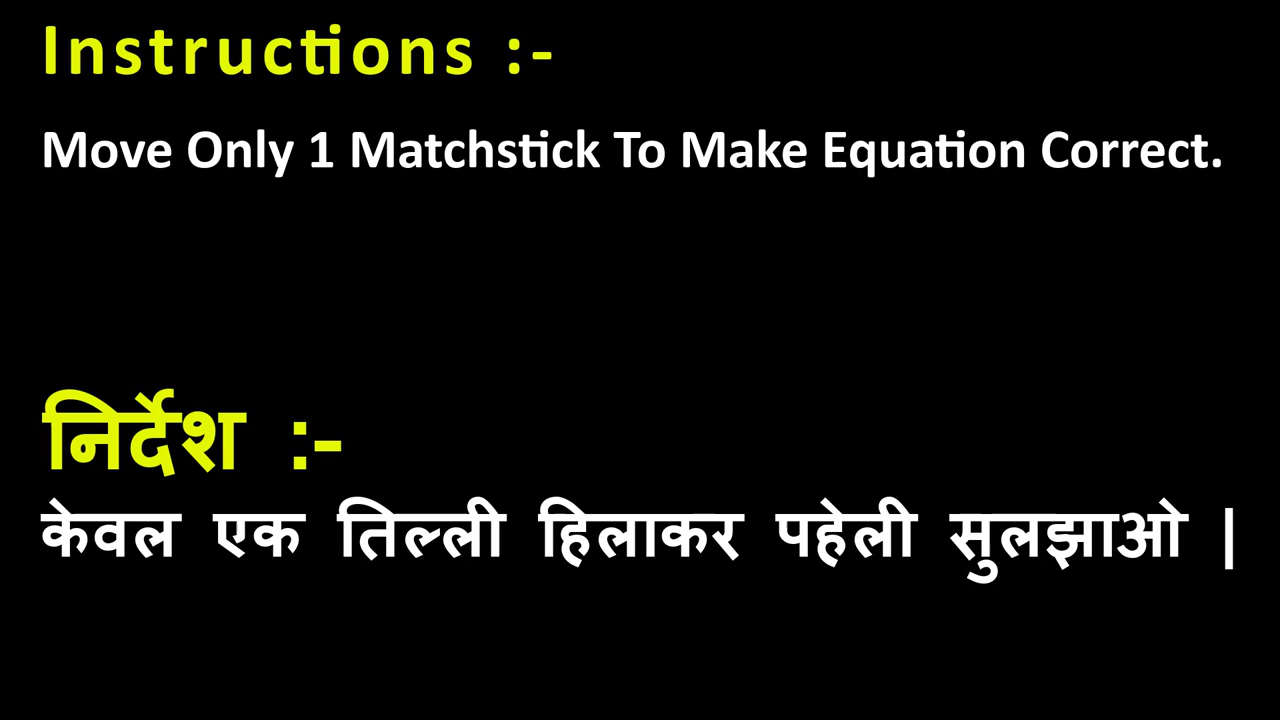 Instructions :-
Move Only 1 Matchstick To Make Equation Correct.
निर्देश :-
केवल एक तिल्ली हिलाकर पहेली सुलझाओ |